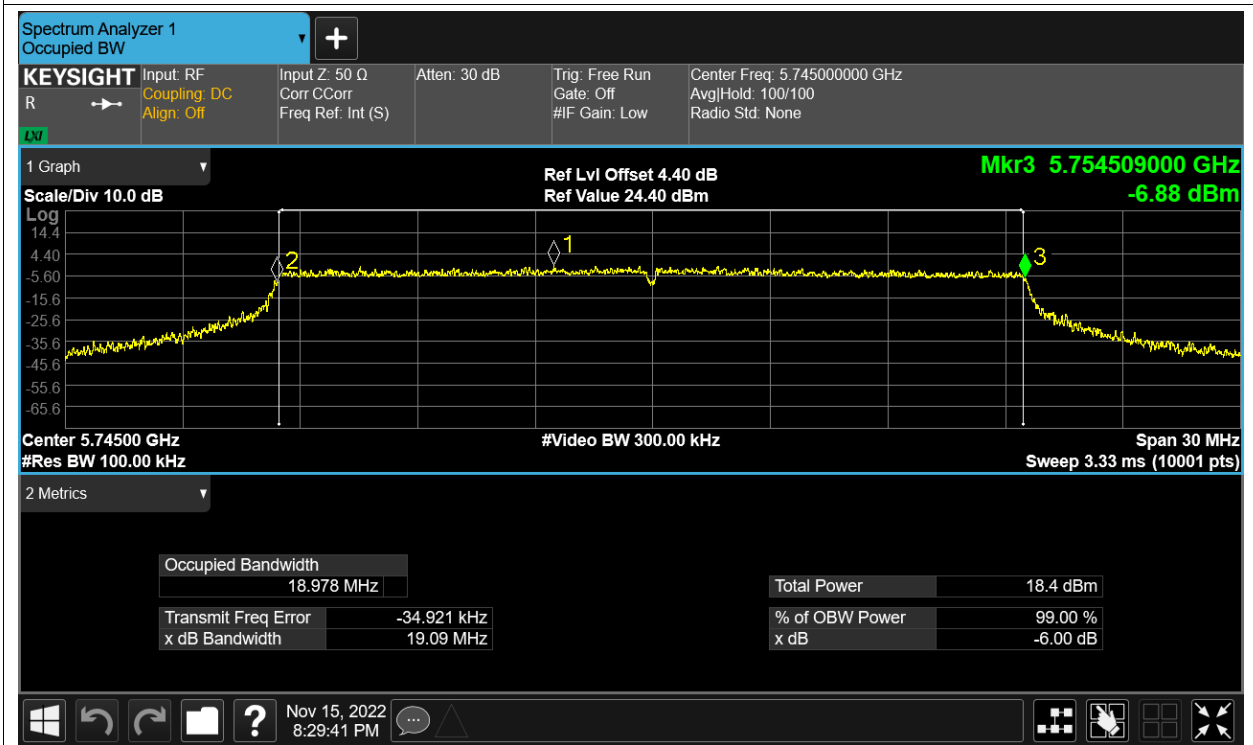 Spectrum Analyzer 1
Occupied BW
KEYSIGHT
R
LXI
Input: RF
Coupling: DC
Align: Off
Input Z: 50 Ω
Corr CCorr
Freq Ref: Int (S)
Atten: 30 dB
Trig: Free Run
Gate: Off
#IF Gain: Low
Center Freq: 5.745000000 GHz
Avg|Hold: 100/100
Radio Std: None
1 Graph
Scale/Div 10.0 dB
Ref Lvl Offset 4.40 dB
Ref Value 24.40 dBm
Mkr3 5.754509000 GHz
-6.88 dBm
Log
14.4
4.40
-5.60
-15.6
-25.6
-35.6
-45.6
-55.6
-65.6
2
1
3
Center 5.74500 GHz
#Res BW 100.00 kHz
#Video BW 300.00 kHz
Span 30 MHz
Sweep 3.33 ms (10001 pts)
2 Metrics
Occupied Bandwidth
18.978 MHz
Transmit Freq Error -34.921 kHz
x dB Bandwidth 19.09 MHz
Total Power 18.4 dBm
% of OBW Power 99.00 %
x dB -6.00 dB
Nov 15, 2022
8:29:41 PM